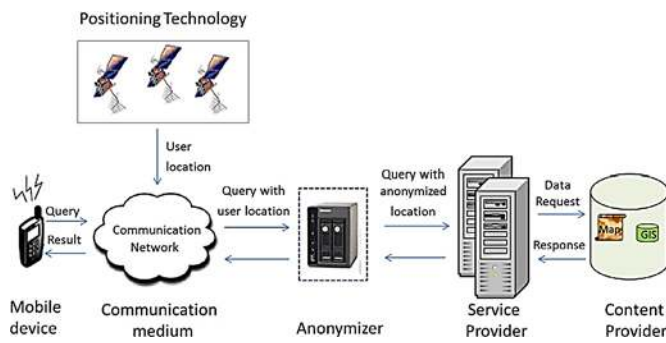 Positioning Technology
User
location
Query
Result
Communication
Network
Query with
user location
Query with
anonymized
location
Data
Request
Response
Map
GIS
Mobile
device
Communication
medium
Anonymizer
Service
Provider
Content
Provider